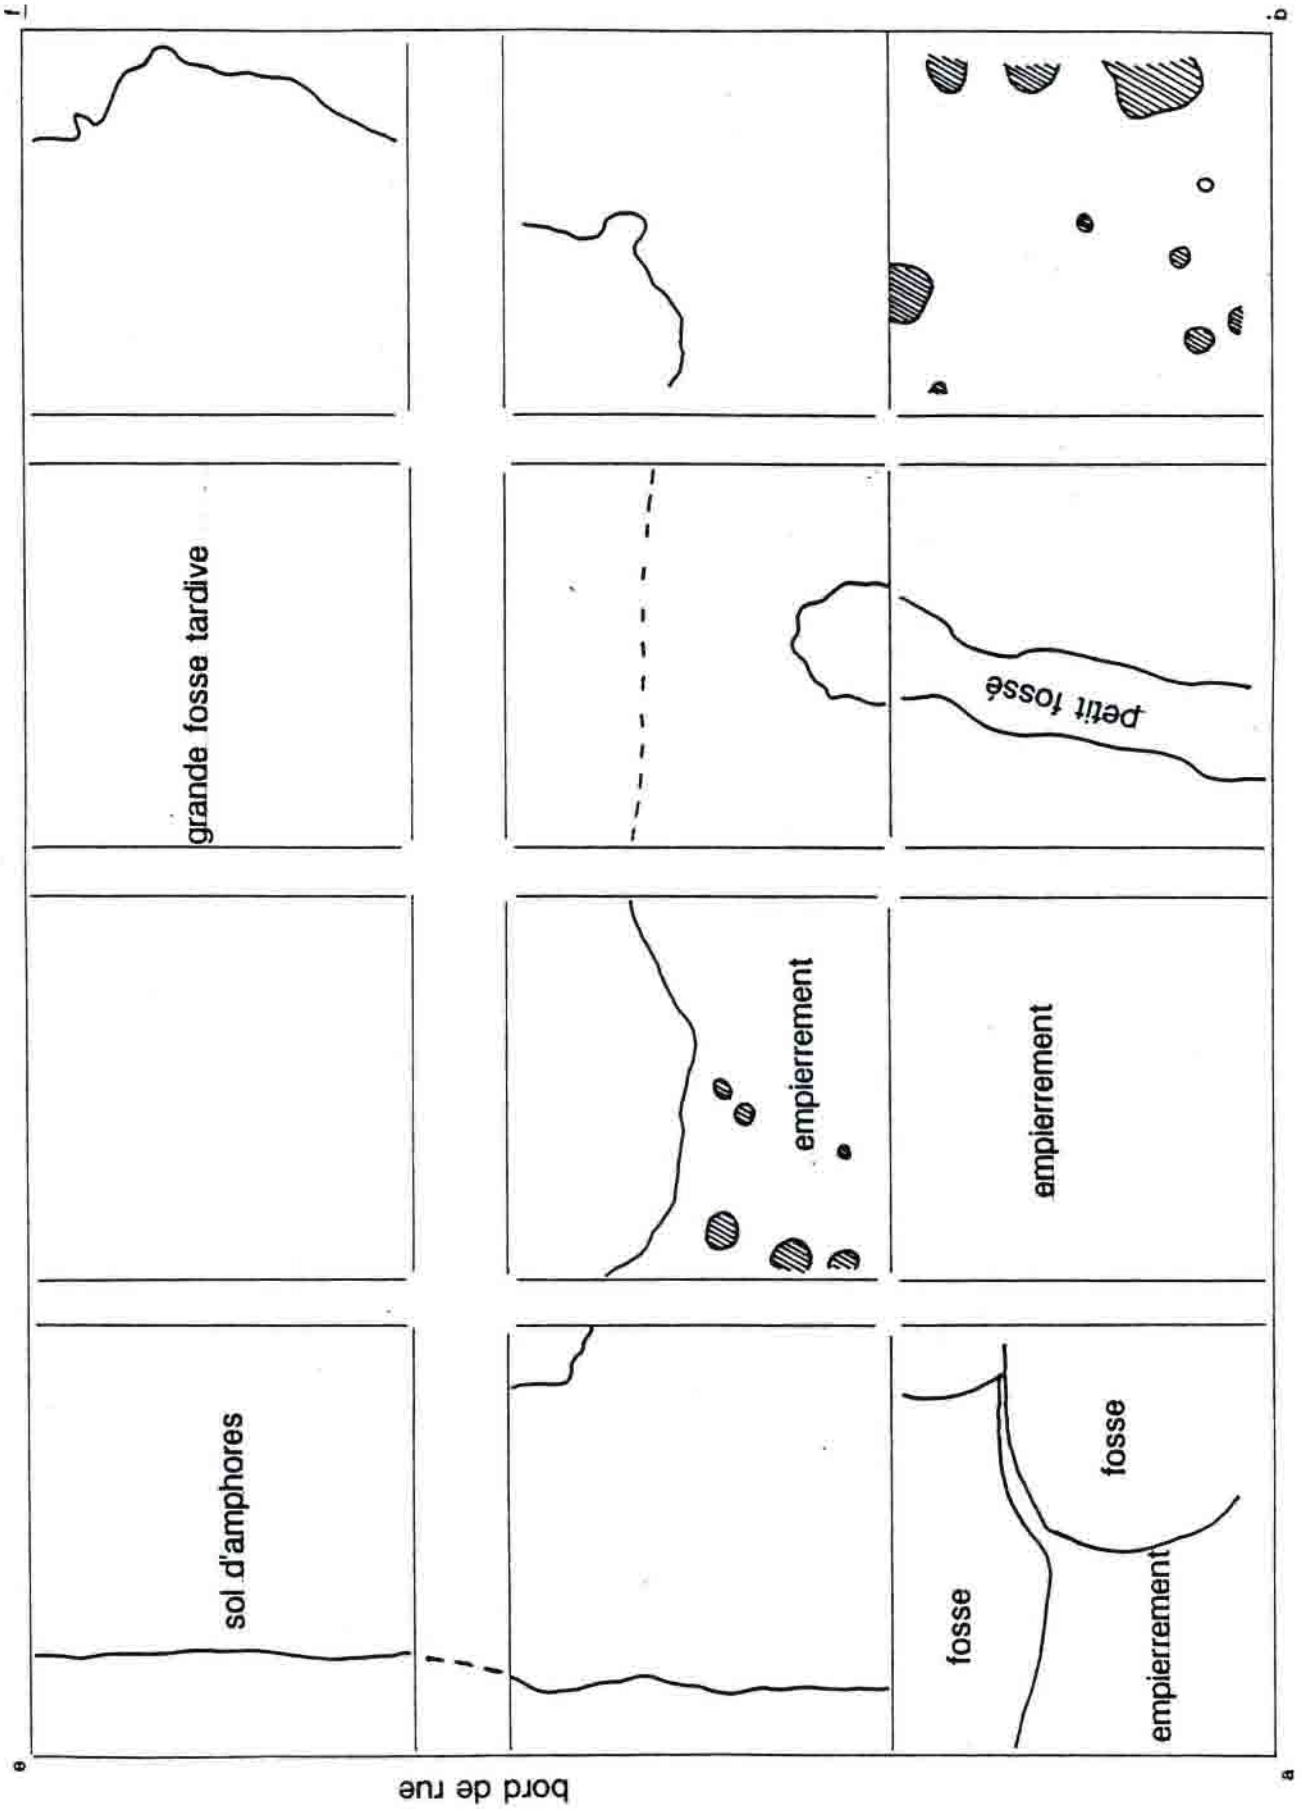 f
b
grande fosse tardive
petit fossé
empierrement
empierrement
sol d'amphores
fosse
fosse
empierrement
e
a
bord de rue